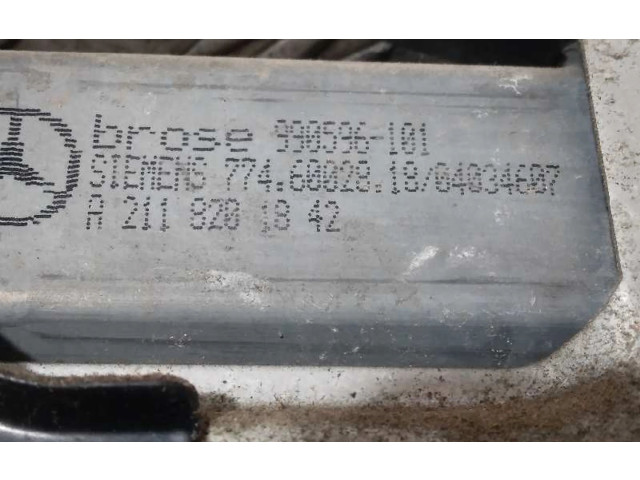 brose 990596-101
SIEMENS 774.60028.18/04034607
A 211 820 18 42